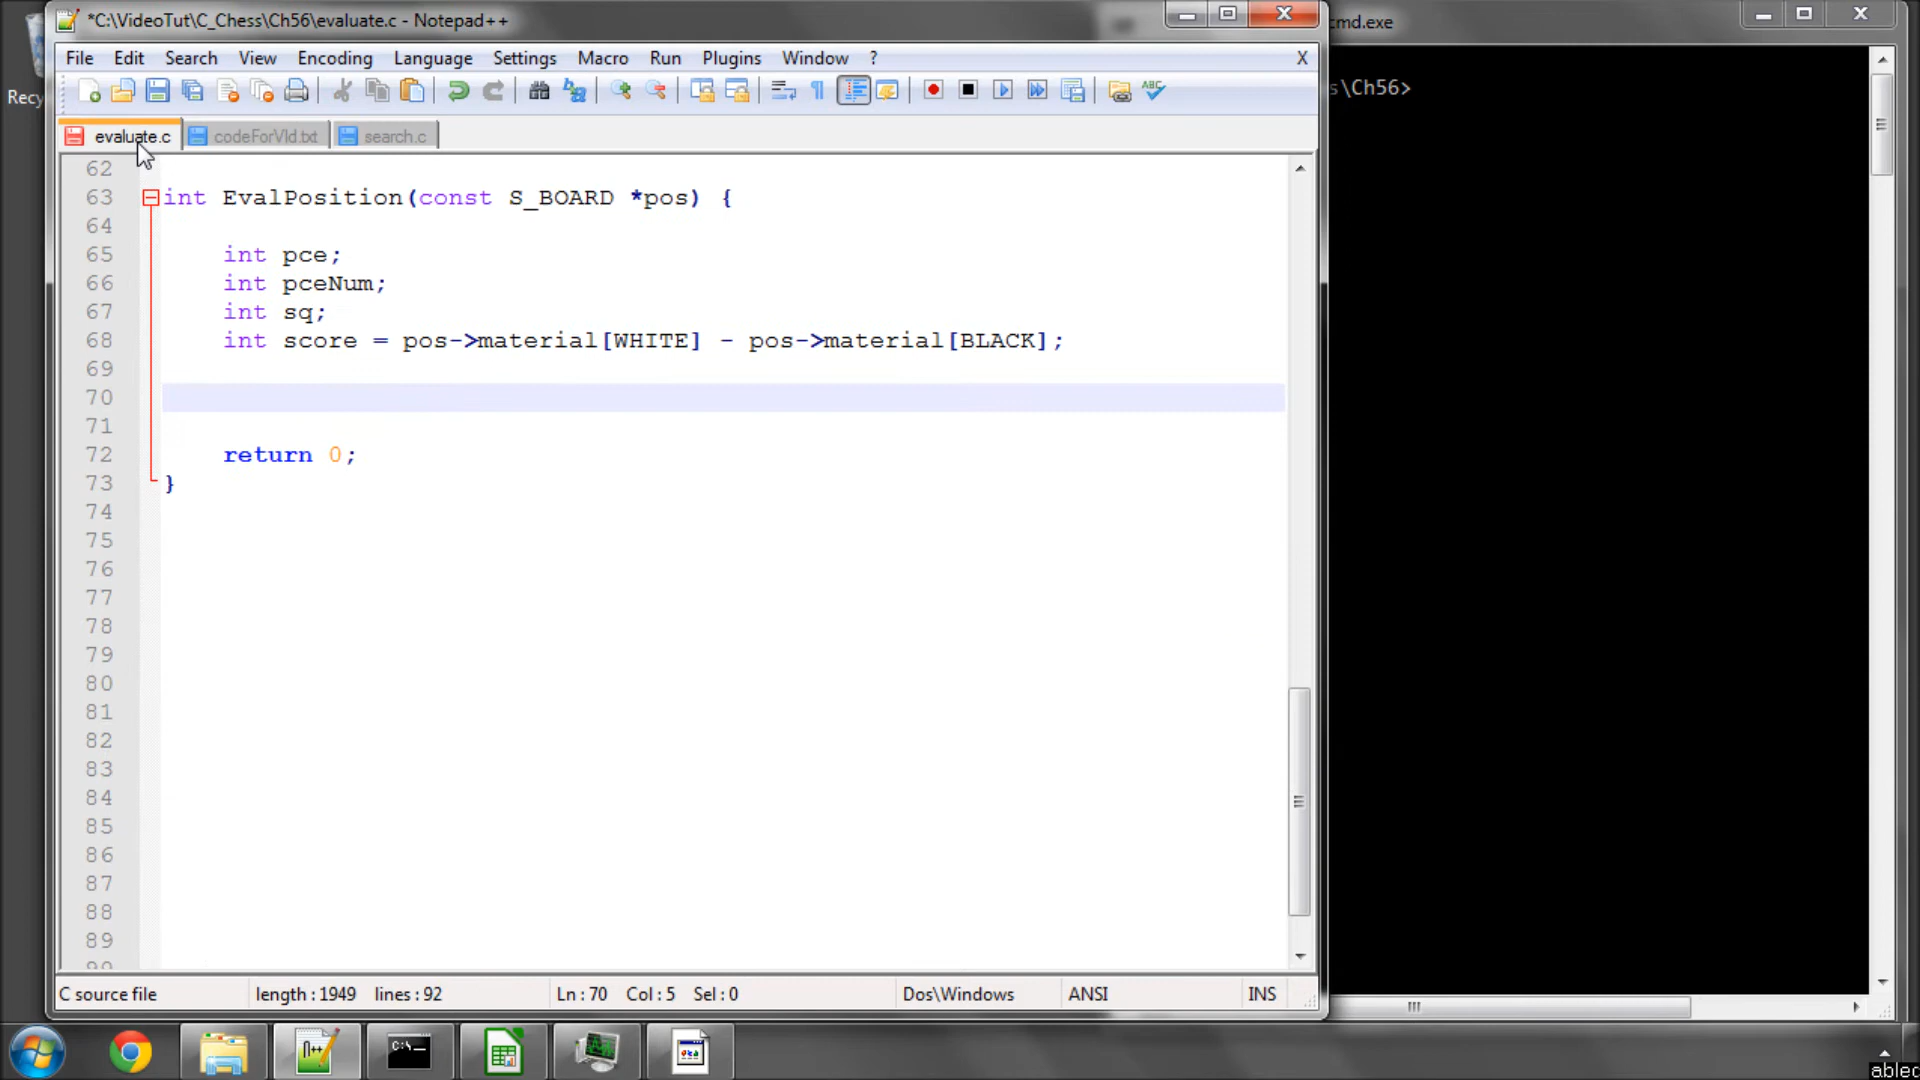 *C:\VideoTut\C_Chess\Ch56\evaluate.c - Notepad++
cmd.exe
File Edit Search View Encoding Language Settings Macro Run Plugins Window ? X
Recy
s\Ch56>
evaluate.c codeForVid.txt search.c
62
63 int EvalPosition(const S_BOARD *pos) {
64
65 int pce;
66 int pceNum;
67 int sq;
68 int score = pos->material[WHITE] - pos->material[BLACK];
69
70
71
72 return 0;
73 }
74
75
76
77
78
79
80
81
82
83
84
85
86
87
88
89
90
C source file length : 1949 lines : 92 Ln : 70 Col : 5 Sel : 0 Dos\Windows ANSI INS
C:\
ablec